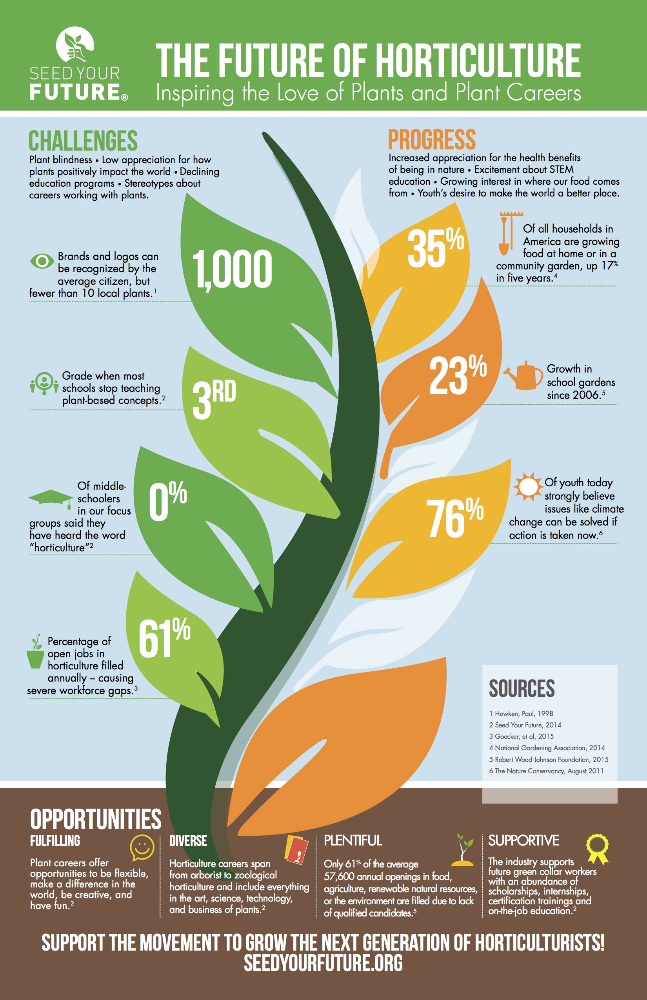 SEED YOUR
FUTURE®
THE FUTURE OF HORTICULTURE
Inspiring the Love of Plants and Plant Careers
CHALLENGES
Plant blindness • Low appreciation for how
plants positively impact the world • Declining
education programs • Stereotypes about
careers working with plants.
1,000
Brands and logos can
be recognized by the
average citizen, but
fewer than 10 local plants.1
3RD
Grade when most
schools stop teaching
plant-based concepts.2
0%
Of middle-
schoolers
in our focus
groups said they
have heard the word
“horticulture”2
61%
Percentage of
open jobs in
horticulture filled
annually – causing
severe workforce gaps.3
PROGRESS
Increased appreciation for the health benefits
of being in nature • Excitement about STEM
education • Growing interest in where our food comes
from • Youth’s desire to make the world a better place.
35%
Of all households in
America are growing
food at home or in a
community garden, up 17%
in five years.4
23%
Growth in
school gardens
since 2006.5
76%
Of youth today
strongly believe
issues like climate
change can be solved if
action is taken now.6
SOURCES
1 Hawken, Paul, 1998
2 Seed Your Future, 2014
3 Goecker, et al, 2015
4 National Gardening Association, 2014
5 Robert Wood Johnson Foundation, 2015
6 The Nature Conservancy, August 2011
OPPORTUNITIES
FULFILLING
Plant careers offer
opportunities to be flexible,
make a difference in the
world, be creative, and
have fun.2
DIVERSE
Horticulture careers span
from arborist to zoological
horticulture and include everything
in the art, science, technology,
and business of plants.2
PLENTIFUL
Only 61% of the average
57,600 annual openings in food,
agriculture, renewable natural resources,
or the environment are filled due to lack
of qualified candidates.5
SUPPORTIVE
The industry supports
future green collar workers
with an abundance of
scholarships, internships,
certification trainings and
on-the-job education.2
SUPPORT THE MOVEMENT TO GROW THE NEXT GENERATION OF HORTICULTURISTS!
SEEDYOURFUTURE.ORG